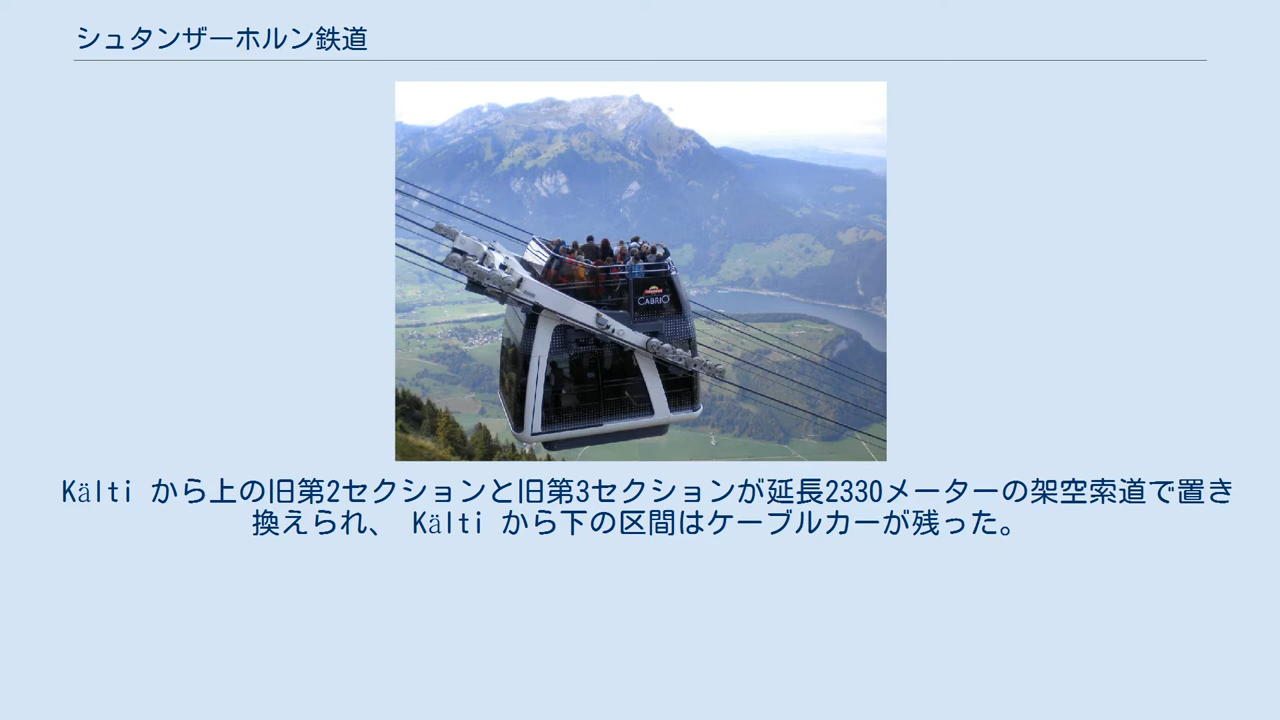 シュタンザーホルン鉄道
CABRIO
Kälti から上の旧第2セクションと旧第3セクションが延長2330メーターの架空索道で置き
換えられ、 Kälti から下の区間はケーブルカーが残った。